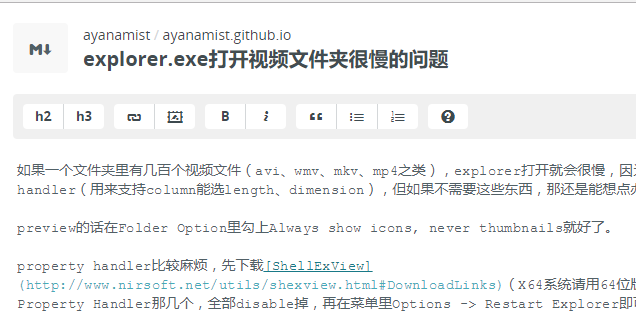 M↓
ayanamist / ayanamist.github.io
explorer.exe打开视频文件夹很慢的问题
h2 h3 B i “ ?
如果一个文件夹里有几百个视频文件（avi、wmv、mkv、mp4之类），explorer打开就会很慢，因
handler（用来支持column能选length、dimension），但如果不需要这些东西，那还是能想点
preview的话在Folder Option里勾上Always show icons, never thumbnails就好了。
property handler比较麻烦，先下载[ShellExView]
(http://www.nirsoft.net/utils/shexview.html#DownloadLinks)（X64系统请用64位
Property Handler那几个，全部disable掉，再在菜单里Options -> Restart Explorer即